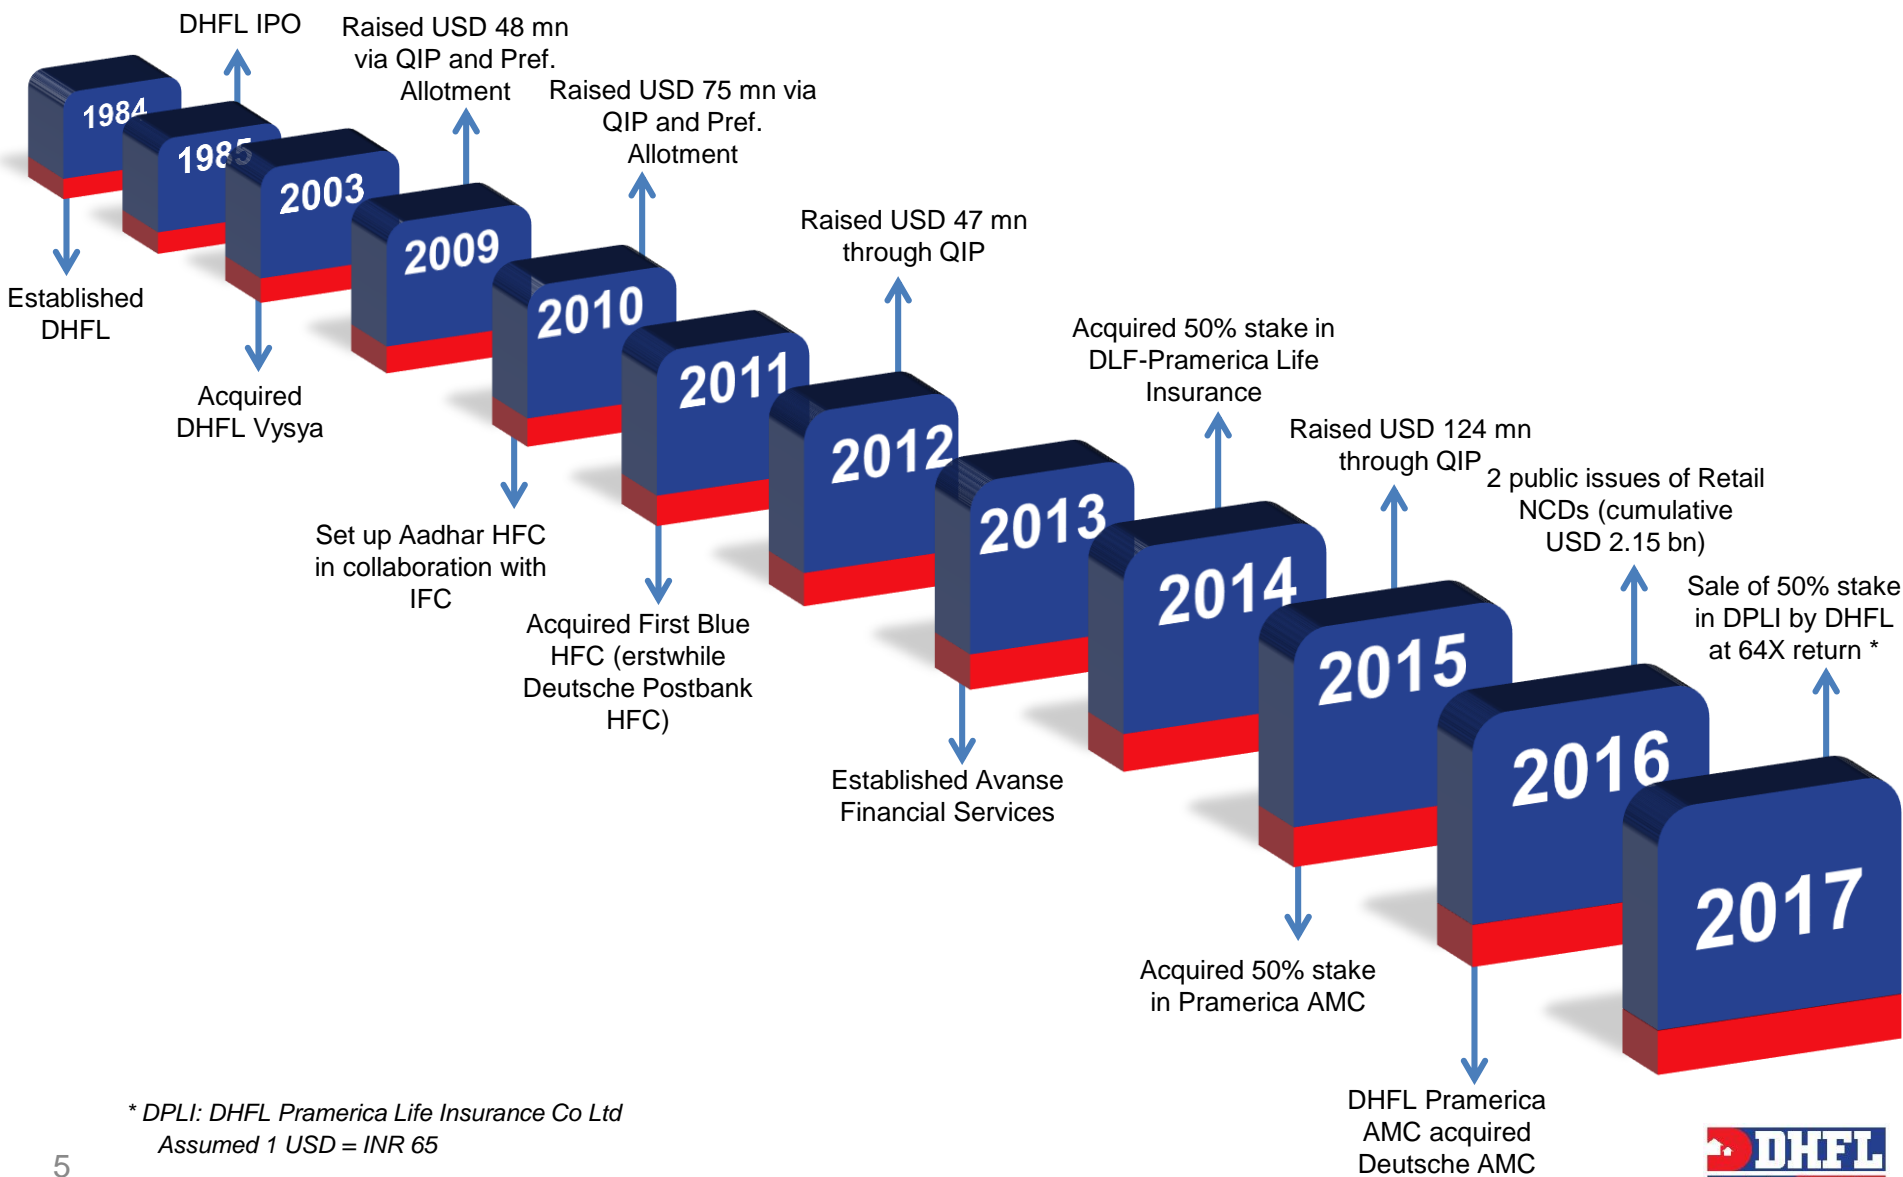 DHFL IPO
Raised USD 48 mn
via QIP and Pref.
Allotment
Raised USD 75 mn via
QIP and Pref.
Allotment
1984
1985
2003
2009
2010
2011
2012
2013
2014
2015
2016
2017
Established
DHFL
Acquired
DHFL Vysya
Raised USD 47 mn
through QIP
Set up Aadhar HFC
in collaboration with
IFC
Acquired First Blue
HFC (erstwhile
Deutsche Postbank
HFC)
Acquired 50% stake in
DLF-Pramerica Life
Insurance
Raised USD 124 mn
through QIP
2 public issues of Retail
NCDs (cumulative
USD 2.15 bn)
Sale of 50% stake
in DPLI by DHFL
at 64X return *
Established Avanse
Financial Services
Acquired 50% stake
in Pramerica AMC
DHFL Pramerica
AMC acquired
Deutsche AMC
* DPLI: DHFL Pramerica Life Insurance Co Ltd
Assumed 1 USD = INR 65
5
DHFL